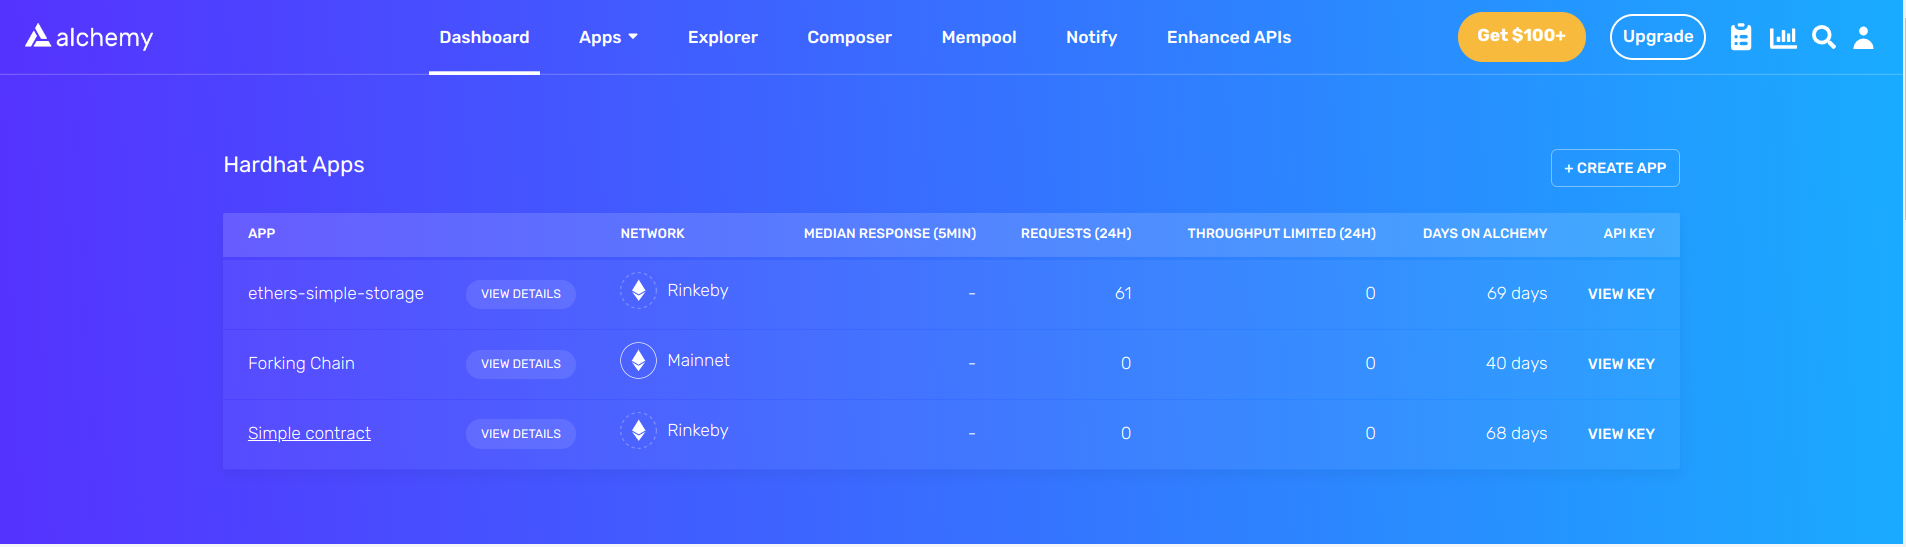 alchemy Dashboard Apps Explorer Composer Mempool Notify Enhanced APIs Get $100+ Upgrade
Hardhat Apps + CREATE APP
APP NETWORK MEDIAN RESPONSE (5MIN) REQUESTS (24H) THROUGHPUT LIMITED (24H) DAYS ON ALCHEMY API KEY
ethers-simple-storage VIEW DETAILS Rinkeby - 61 0 69 days VIEW KEY
Forking Chain VIEW DETAILS Mainnet - 0 0 40 days VIEW KEY
Simple contract VIEW DETAILS Rinkeby - 0 0 68 days VIEW KEY